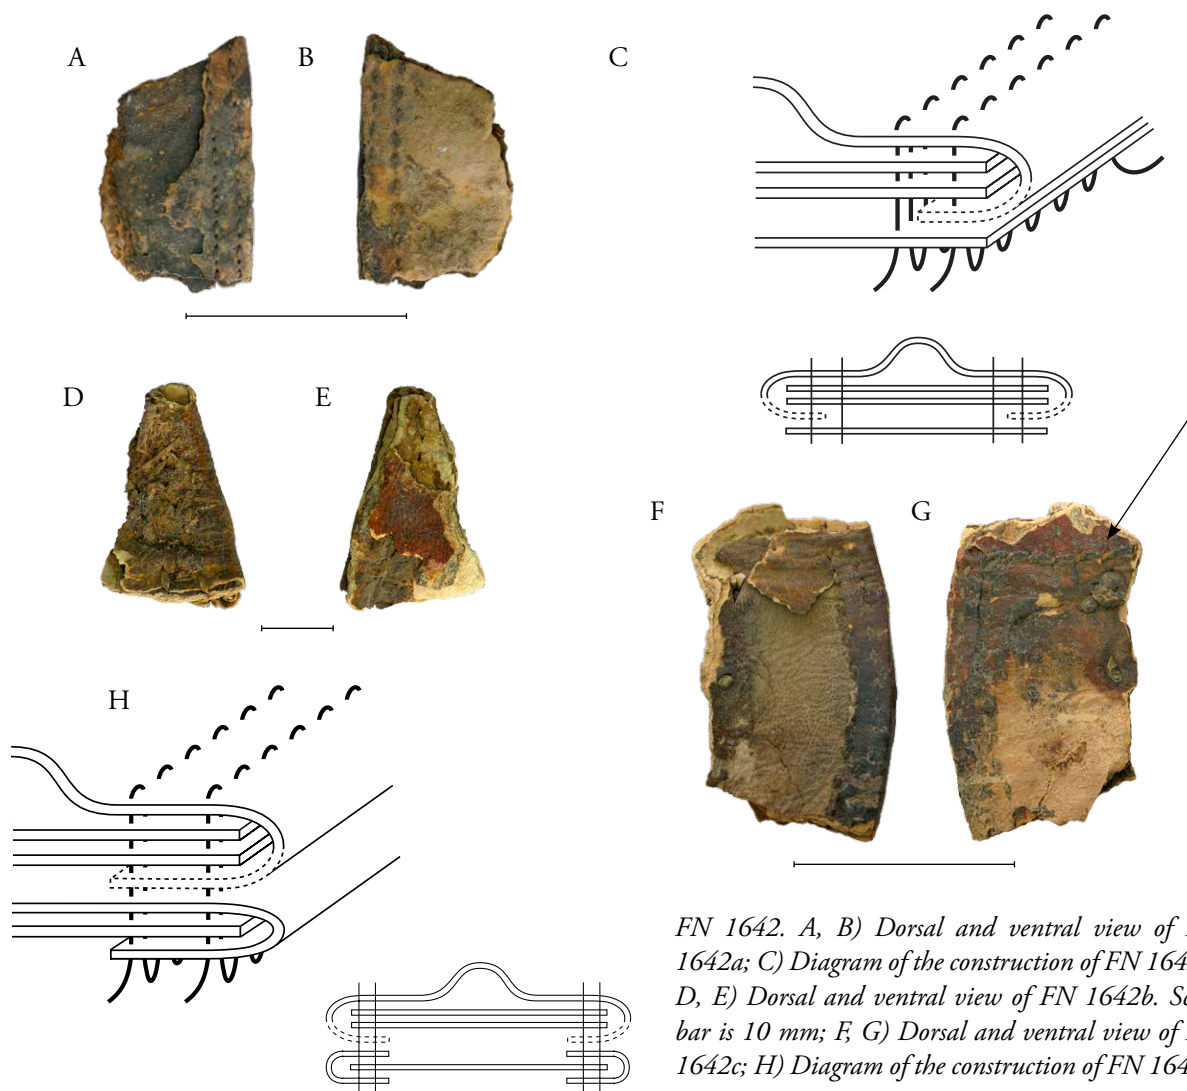 A
B
C
D
E
F
G
H
FN 1642. A, B) Dorsal and ventral view of
1642a; C) Diagram of the construction of FN
D, E) Dorsal and ventral view of FN 1642b.
bar is 10 mm; F, G) Dorsal and ventral view of
1642c; H) Diagram of the construction of FN